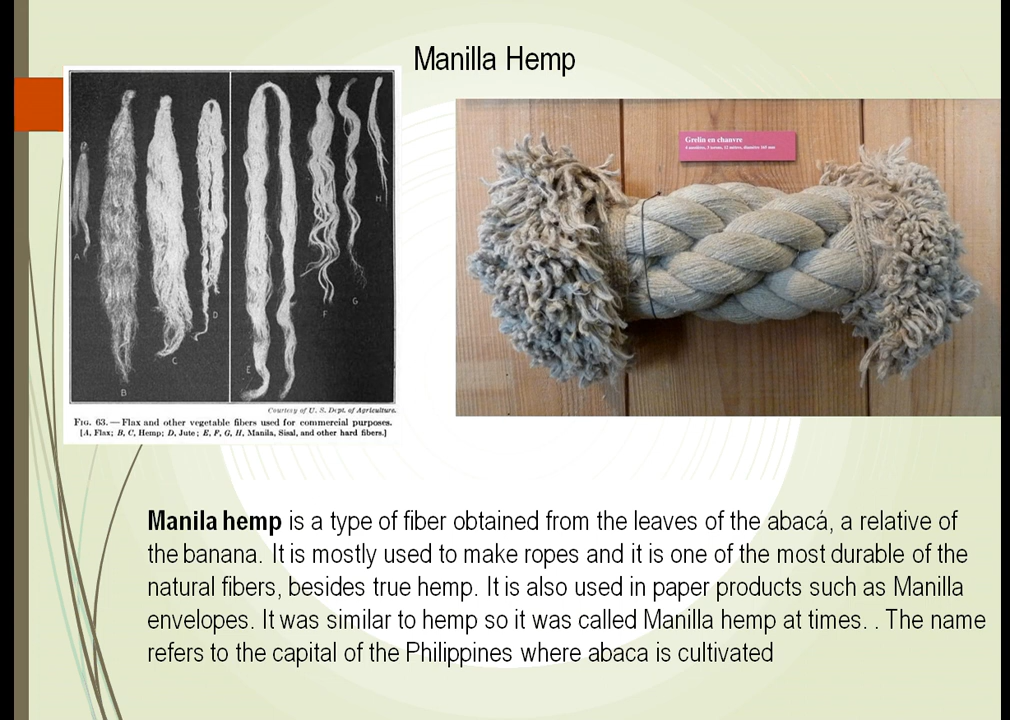 Manilla Hemp
A
B
C
D
E
F
G
H
Courtesy of U. S. Dept. of Agriculture.
FIG. 63. — Flax and other vegetable fibers used for commercial purposes.
[A, Flax; B, C, Hemp; D, Jute; E, F, G, H, Manila, Sisal, and other hard fibers.]
Grelin en chanvre
Manila hemp is a type of fiber obtained from the leaves of the abacá, a relative of
the banana. It is mostly used to make ropes and it is one of the most durable of the
natural fibers, besides true hemp. It is also used in paper products such as Manilla
envelopes. It was similar to hemp so it was called Manilla hemp at times. . The name
refers to the capital of the Philippines where abaca is cultivated